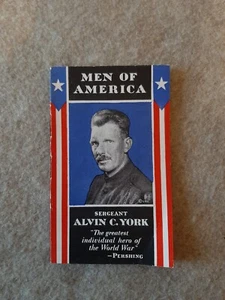 MEN OF
AMERICA
SERGEANT
ALVIN C. YORK
"The greatest
individual hero of
the World War"
—PERSHING